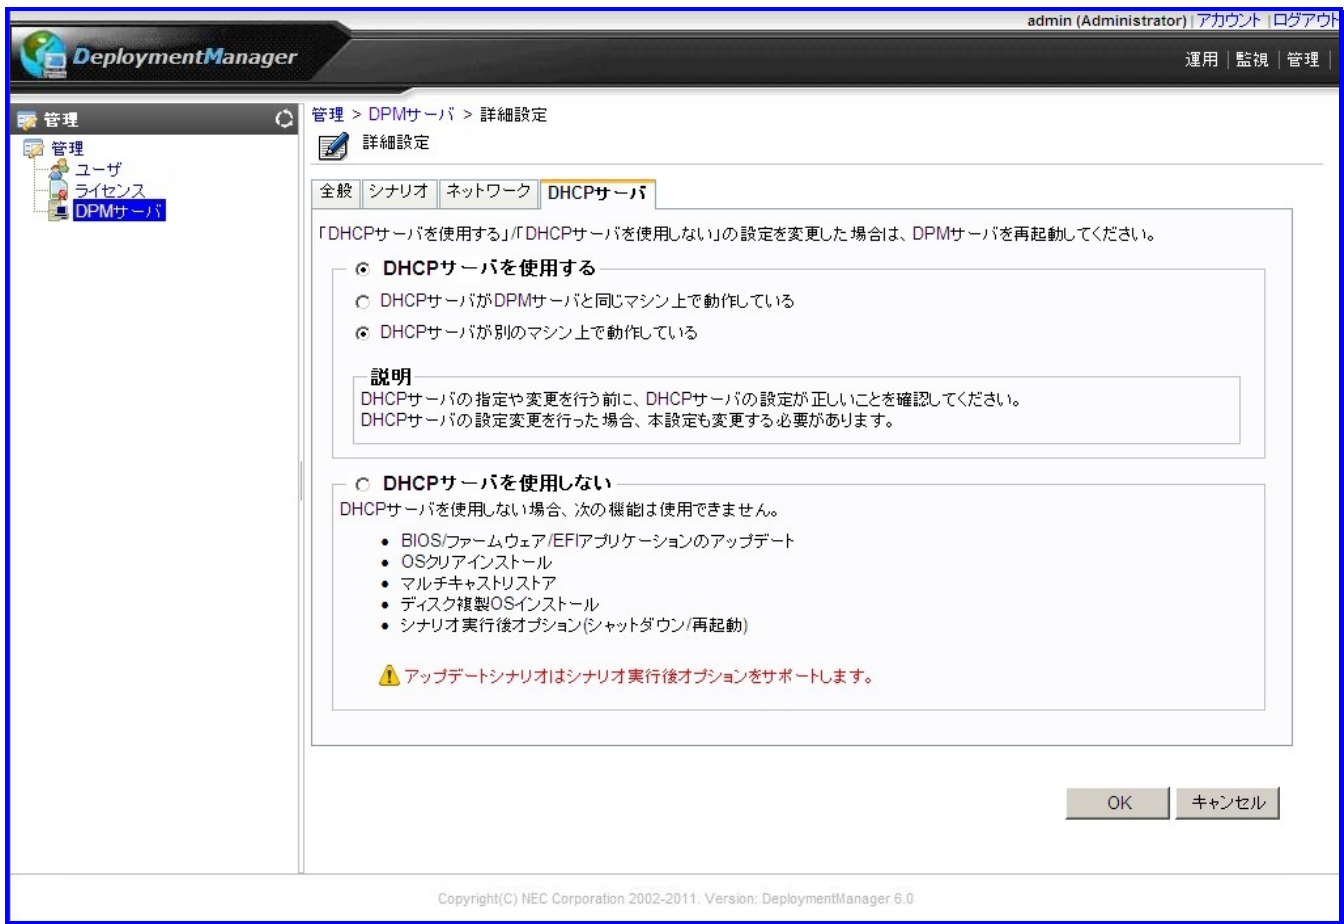 admin (Administrator) | アカウント | ログアウト
DeploymentManager
運用 | 監視 | 管理 |
管理
管理
ユーザ
ライセンス
DPMサーバ
管理 > DPMサーバ > 詳細設定
詳細設定
全般 シナリオ ネットワーク DHCPサーバ
「DHCPサーバを使用する」/「DHCPサーバを使用しない」の設定を変更した場合は、DPMサーバを再起動してください。
DHCPサーバを使用する
DHCPサーバがDPMサーバと同じマシン上で動作している
DHCPサーバが別のマシン上で動作している
説明
DHCPサーバの指定や変更を行う前に、DHCPサーバの設定が正しいことを確認してください。
DHCPサーバの設定変更を行った場合、本設定も変更する必要があります。
DHCPサーバを使用しない
DHCPサーバを使用しない場合、次の機能は使用できません。
• BIOS/ファームウェア/EFIアプリケーションのアップデート
• OSクリアインストール
• マルチキャストリストア
• ディスク複製OSインストール
• シナリオ実行後オプション(シャットダウン/再起動)
アップデートシナリオはシナリオ実行後オプションをサポートします。
OK キャンセル
Copyright(C) NEC Corporation 2002-2011. Version: DeploymentManager 6.0